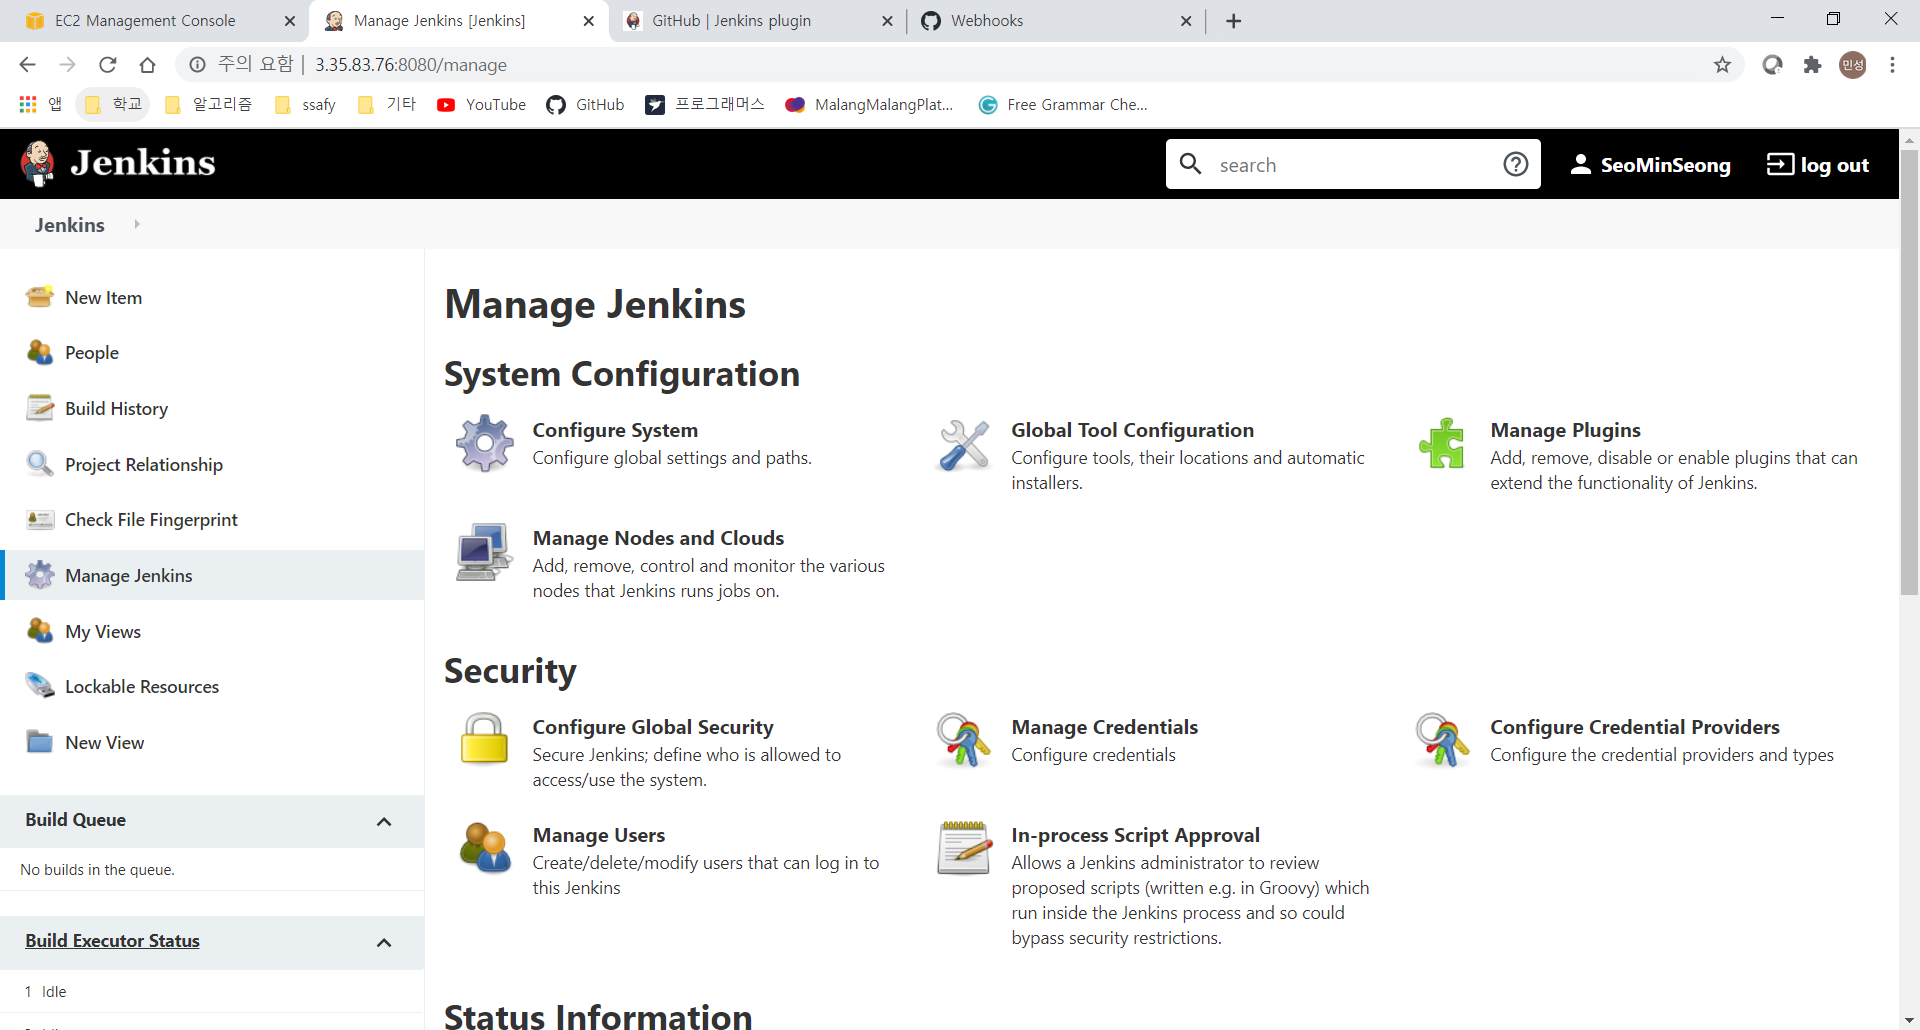 EC2 Management Console
Manage Jenkins [Jenkins]
GitHub | Jenkins plugin
Webhooks
주의 요함 | 3.35.83.76:8080/manage
민성
앱
학교
알고리즘
ssafy
기타
YouTube
GitHub
프로그래머스
MalangMalangPlat...
Free Grammar Che...
Jenkins
search
SeoMinSeong
log out
Jenkins
New Item
People
Build History
Project Relationship
Check File Fingerprint
Manage Jenkins
My Views
Lockable Resources
New View
Build Queue
No builds in the queue.
Build Executor Status
1 Idle
Manage Jenkins
System Configuration
Configure System
Configure global settings and paths.
Global Tool Configuration
Configure tools, their locations and automatic
installers.
Manage Plugins
Add, remove, disable or enable plugins that can
extend the functionality of Jenkins.
Manage Nodes and Clouds
Add, remove, control and monitor the various
nodes that Jenkins runs jobs on.
Security
Configure Global Security
Secure Jenkins; define who is allowed to
access/use the system.
Manage Credentials
Configure credentials
Configure Credential Providers
Configure the credential providers and types
Manage Users
Create/delete/modify users that can log in to
this Jenkins
In-process Script Approval
Allows a Jenkins administrator to review
proposed scripts (written e.g. in Groovy) which
run inside the Jenkins process and so could
bypass security restrictions.
Status Information